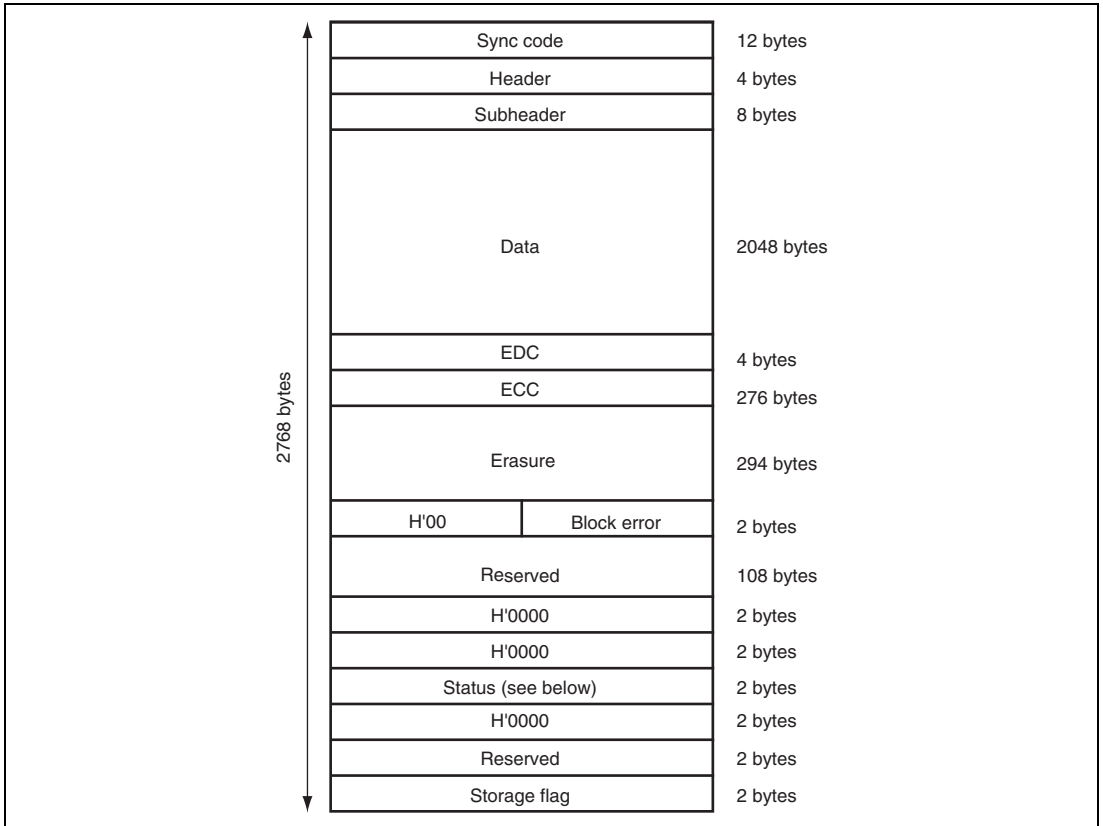 Sync code 12 bytes
Header 4 bytes
Subheader 8 bytes
Data 2048 bytes
EDC 4 bytes
ECC 276 bytes
2768 bytes
Erasure 294 bytes
H'00 Block error 2 bytes
Reserved 108 bytes
H'0000 2 bytes
H'0000 2 bytes
Status (see below) 2 bytes
H'0000 2 bytes
Reserved 2 bytes
Storage flag 2 bytes